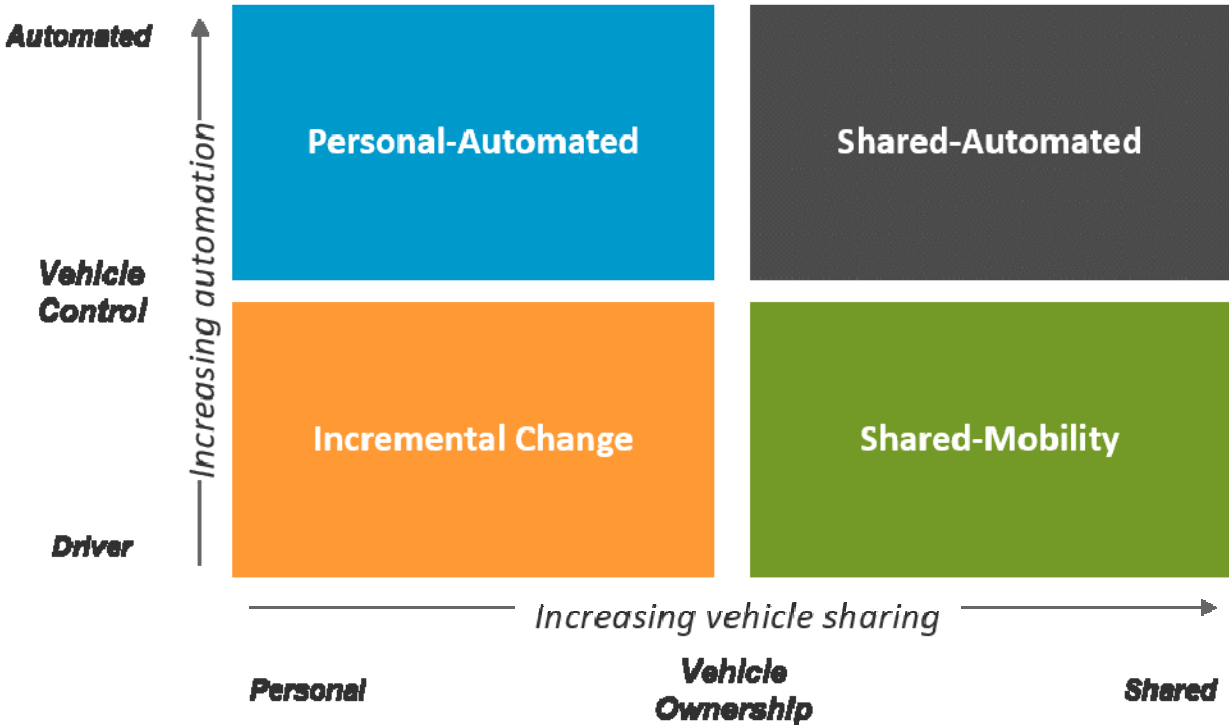 Automated
Personal-Automated
Shared-Automated
Increasing automation
Vehicle
Control
Incremental Change
Shared-Mobility
Driver
Increasing vehicle sharing
Personal
Vehicle
Ownership
Shared